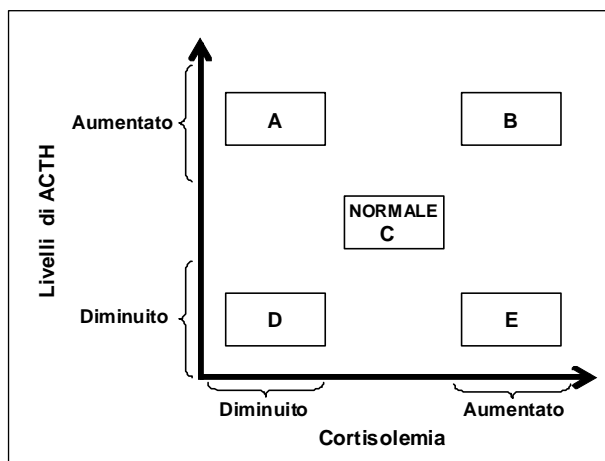 Livelli di ACTH
Aumentato
A
B
NORMALE
C
Diminuito
D
E
Diminuito
Aumentato
Cortisolemia